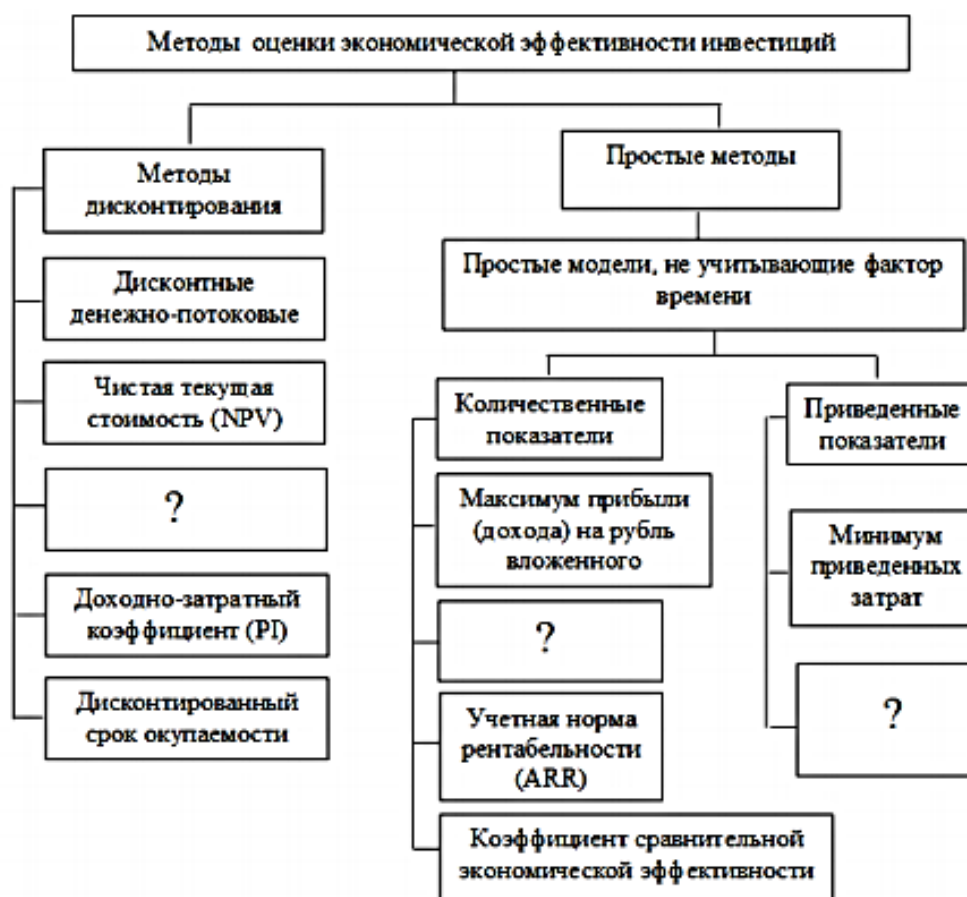 Методы оценки экономической эффективности инвестиций
Методы
дисконтирования
Дисконтные
денежно-потоковые
Чистая текущая
стоимость (NPV)
?
Доходно-затратный
коэффициент (PI)
Дисконтированный
срок окупаемости
Простые методы
Простые модели, не учитывающие фактор
времени
Количественные
показатели
Максимум прибыли
(дохода) на рубль
вложенного
?
Учетная норма
рентабельности
(ARR)
Коэффициент сравнительной
экономической эффективности
Приведенные
показатели
Минимум
приведенных
затрат
?